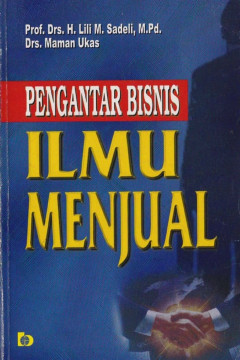 Prof. Drs. H. Lili M. Sadeli, M.Pd.
Drs. Maman Ukas
PENGANTAR BISNIS
ILMU
MENJUAL